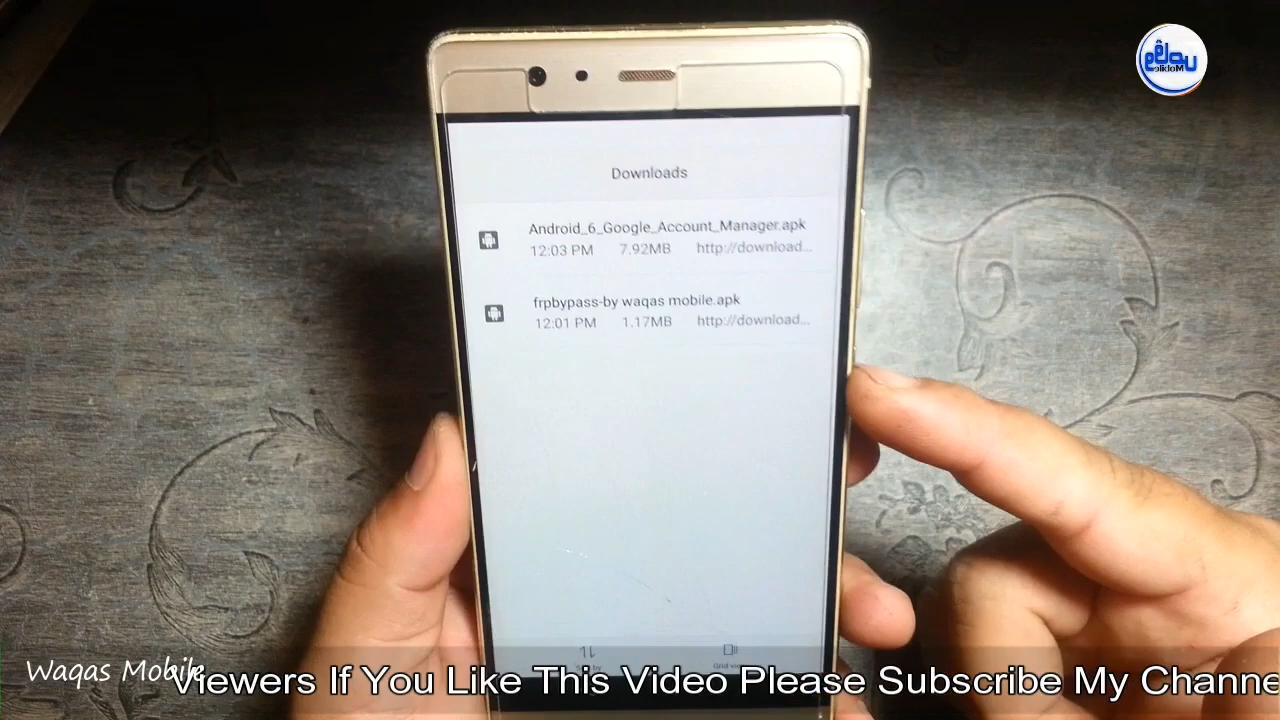 Downloads
Android_6_Google_Account_Manager.apk
12:03 PM 7.92MB http://download...
frpbypass-by waqas mobile.apk
12:01 PM 1.17MB http://download...
Waqas Mobile
Viewers If You Like This Video Please Subscribe My Channe